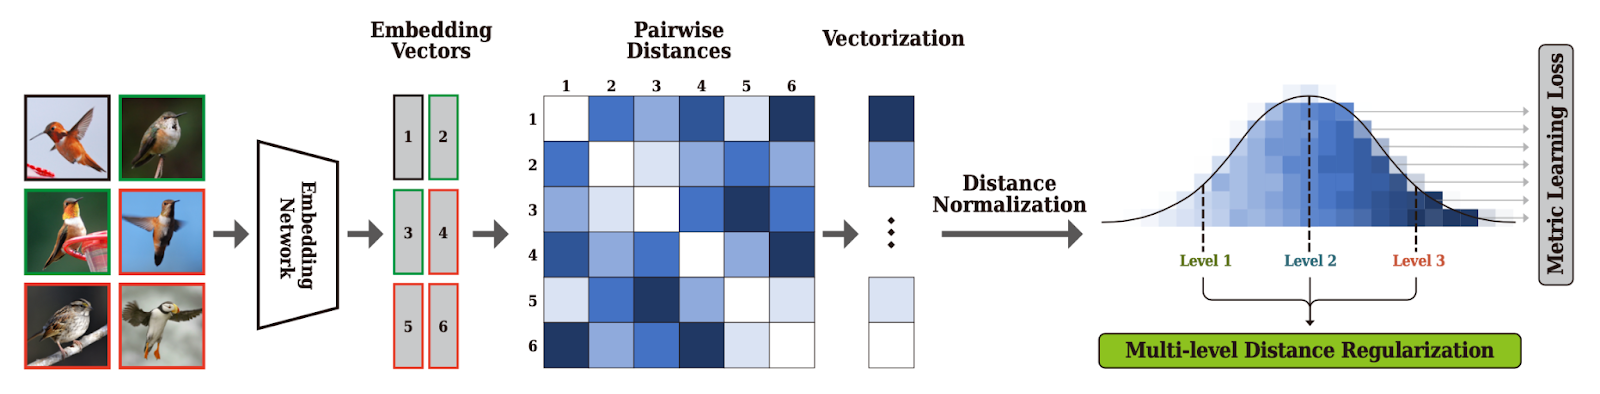 Embedding
Vectors
Pairwise
Distances
Vectorization
1 2 3 4 5 6
1
2
3
4
5
6
Embedding
Network
1 2
3 4
5 6
Distance
Normalization
Level 1 Level 2 Level 3
Multi-level Distance Regularization
Metric Learning Loss